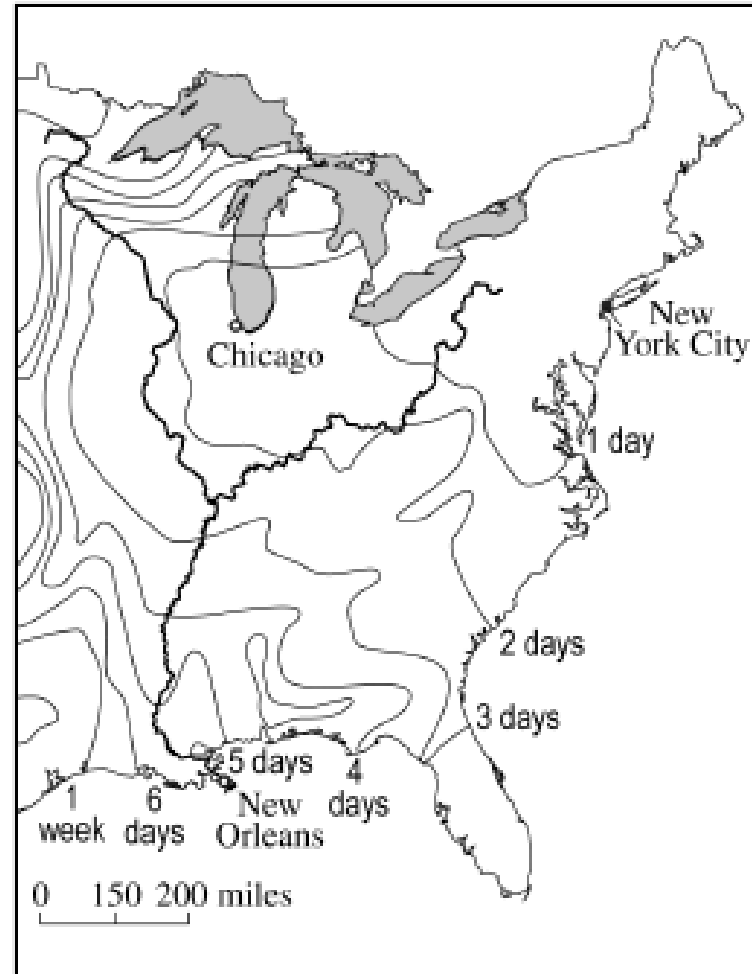 Chicago
New
York City
1 day
2 days
3 days
5 days
4
days
1
week
6
days
New
Orleans
0 150 200 miles